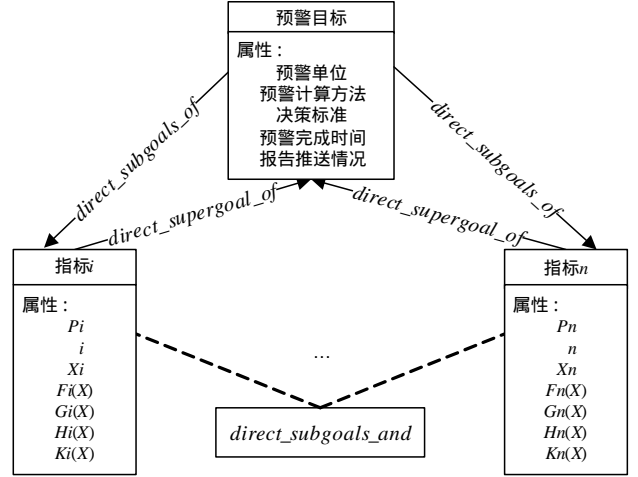 预警目标
属性：
预警单位
预警计算方法
决策标准
预警完成时间
报告推送情况
direct_subgoals_of
direct_subgoals_of
direct_supergoal_of
direct_supergoal_of
指标i
属性：
Pi
i
Xi
Fi(X)
Gi(X)
Hi(X)
Ki(X)
...
direct_subgoals_and
指标n
属性：
Pn
n
Xn
Fn(X)
Gn(X)
Hn(X)
Kn(X)